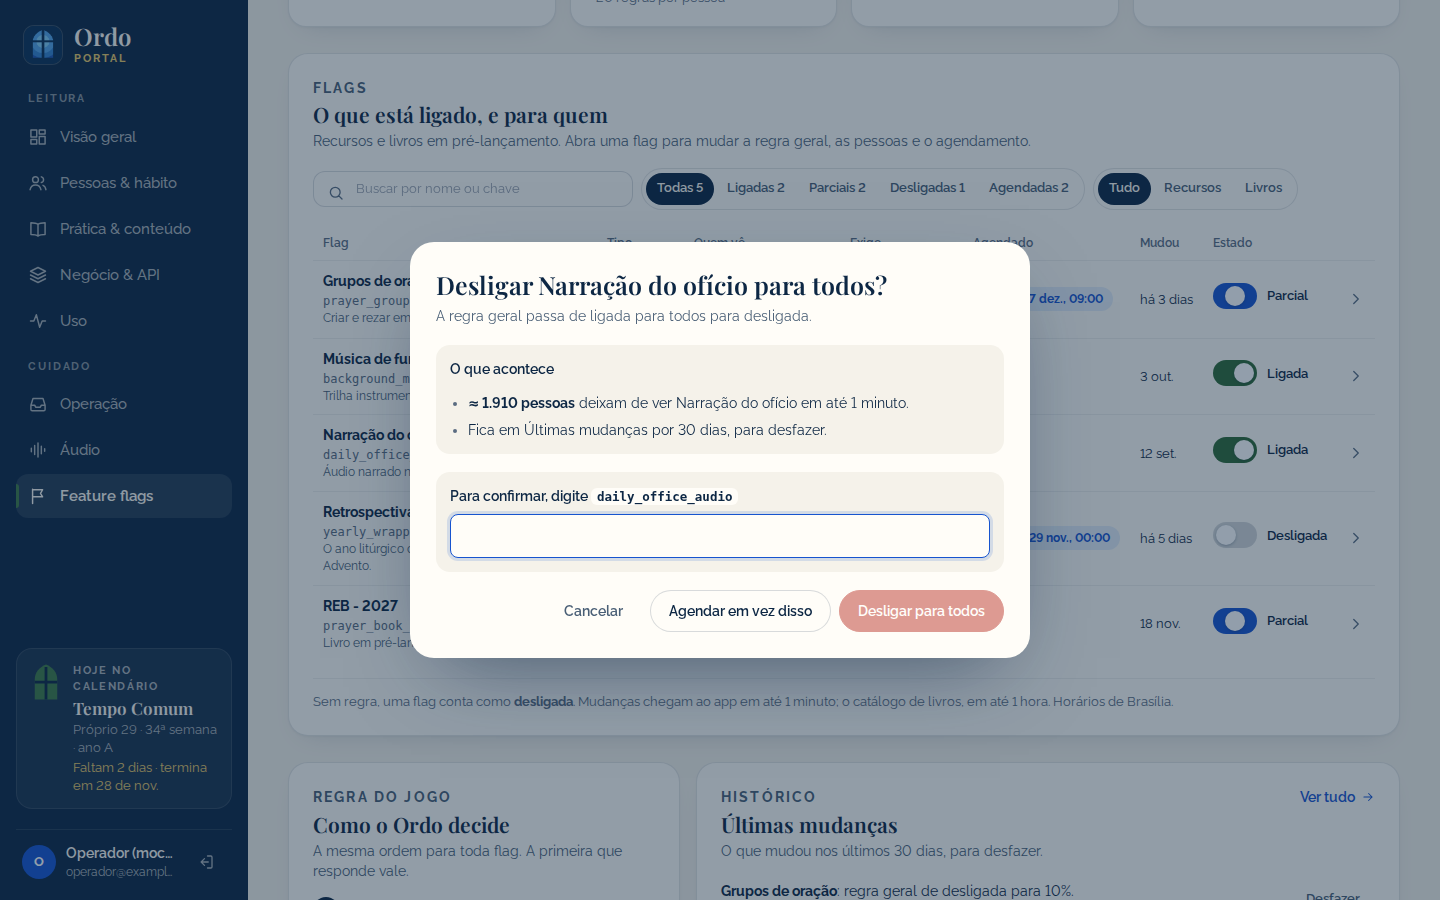 Ordo
PORTAL
LEITURA
Visão geral
Pessoas & hábito
Prática & conteúdo
Negócio & API
Uso
CUIDADO
Operação
Áudio
Feature flags
HOJE NO
CALENDÁRIO
Tempo Comum
Próprio 29 · 34ª semana
· ano A
Faltam 2 dias · termina
em 28 de nov.
O
Operador (moc…
operador@exampl…
FLAGS
O que está ligado, e para quem
Recursos e livros em pré-lançamento. Abra uma flag para mudar a regra geral, as pessoas e o agendamento.
Buscar por nome ou chave
Todas 5 Ligadas 2 Parciais 2 Desligadas 1 Agendadas 2
Tudo Recursos Livros
Flag Mudou Estado
Grupos de
prayer_group
Criar e rezar em
7 dez., 09:00 há 3 dias Parcial
Música de
background_m
3 out. Ligada
Narração do
daily_office
Áudio narrado
12 set. Ligada
Retrospectiva
yearly_wrapp
O ano litúrgico
Advento.
29 nov., 00:00 há 5 dias Desligada
REB - 2027
prayer_book_
Livro em
18 nov. Parcial
Desligar Narração do ofício para todos?
A regra geral passa de ligada para todos para desligada.
O que acontece
• ≈ 1.910 pessoas deixam de ver Narração do ofício em até 1 minuto.
• Fica em Últimas mudanças por 30 dias, para desfazer.
Para confirmar, digite daily_office_audio
Cancelar Agendar em vez disso Desligar para todos
Sem regra, uma flag conta como desligada. Mudanças chegam ao app em até 1 minuto; o catálogo de livros, em até 1 hora. Horários de Brasília.
REGRA DO JOGO
Como o Ordo decide
A mesma ordem para toda flag. A primeira que
responde vale.
HISTÓRICO
Ver tudo →
Últimas mudanças
O que mudou nos últimos 30 dias, para desfazer.
Grupos de oração: regra geral de desligada para 10%.
Desfazer